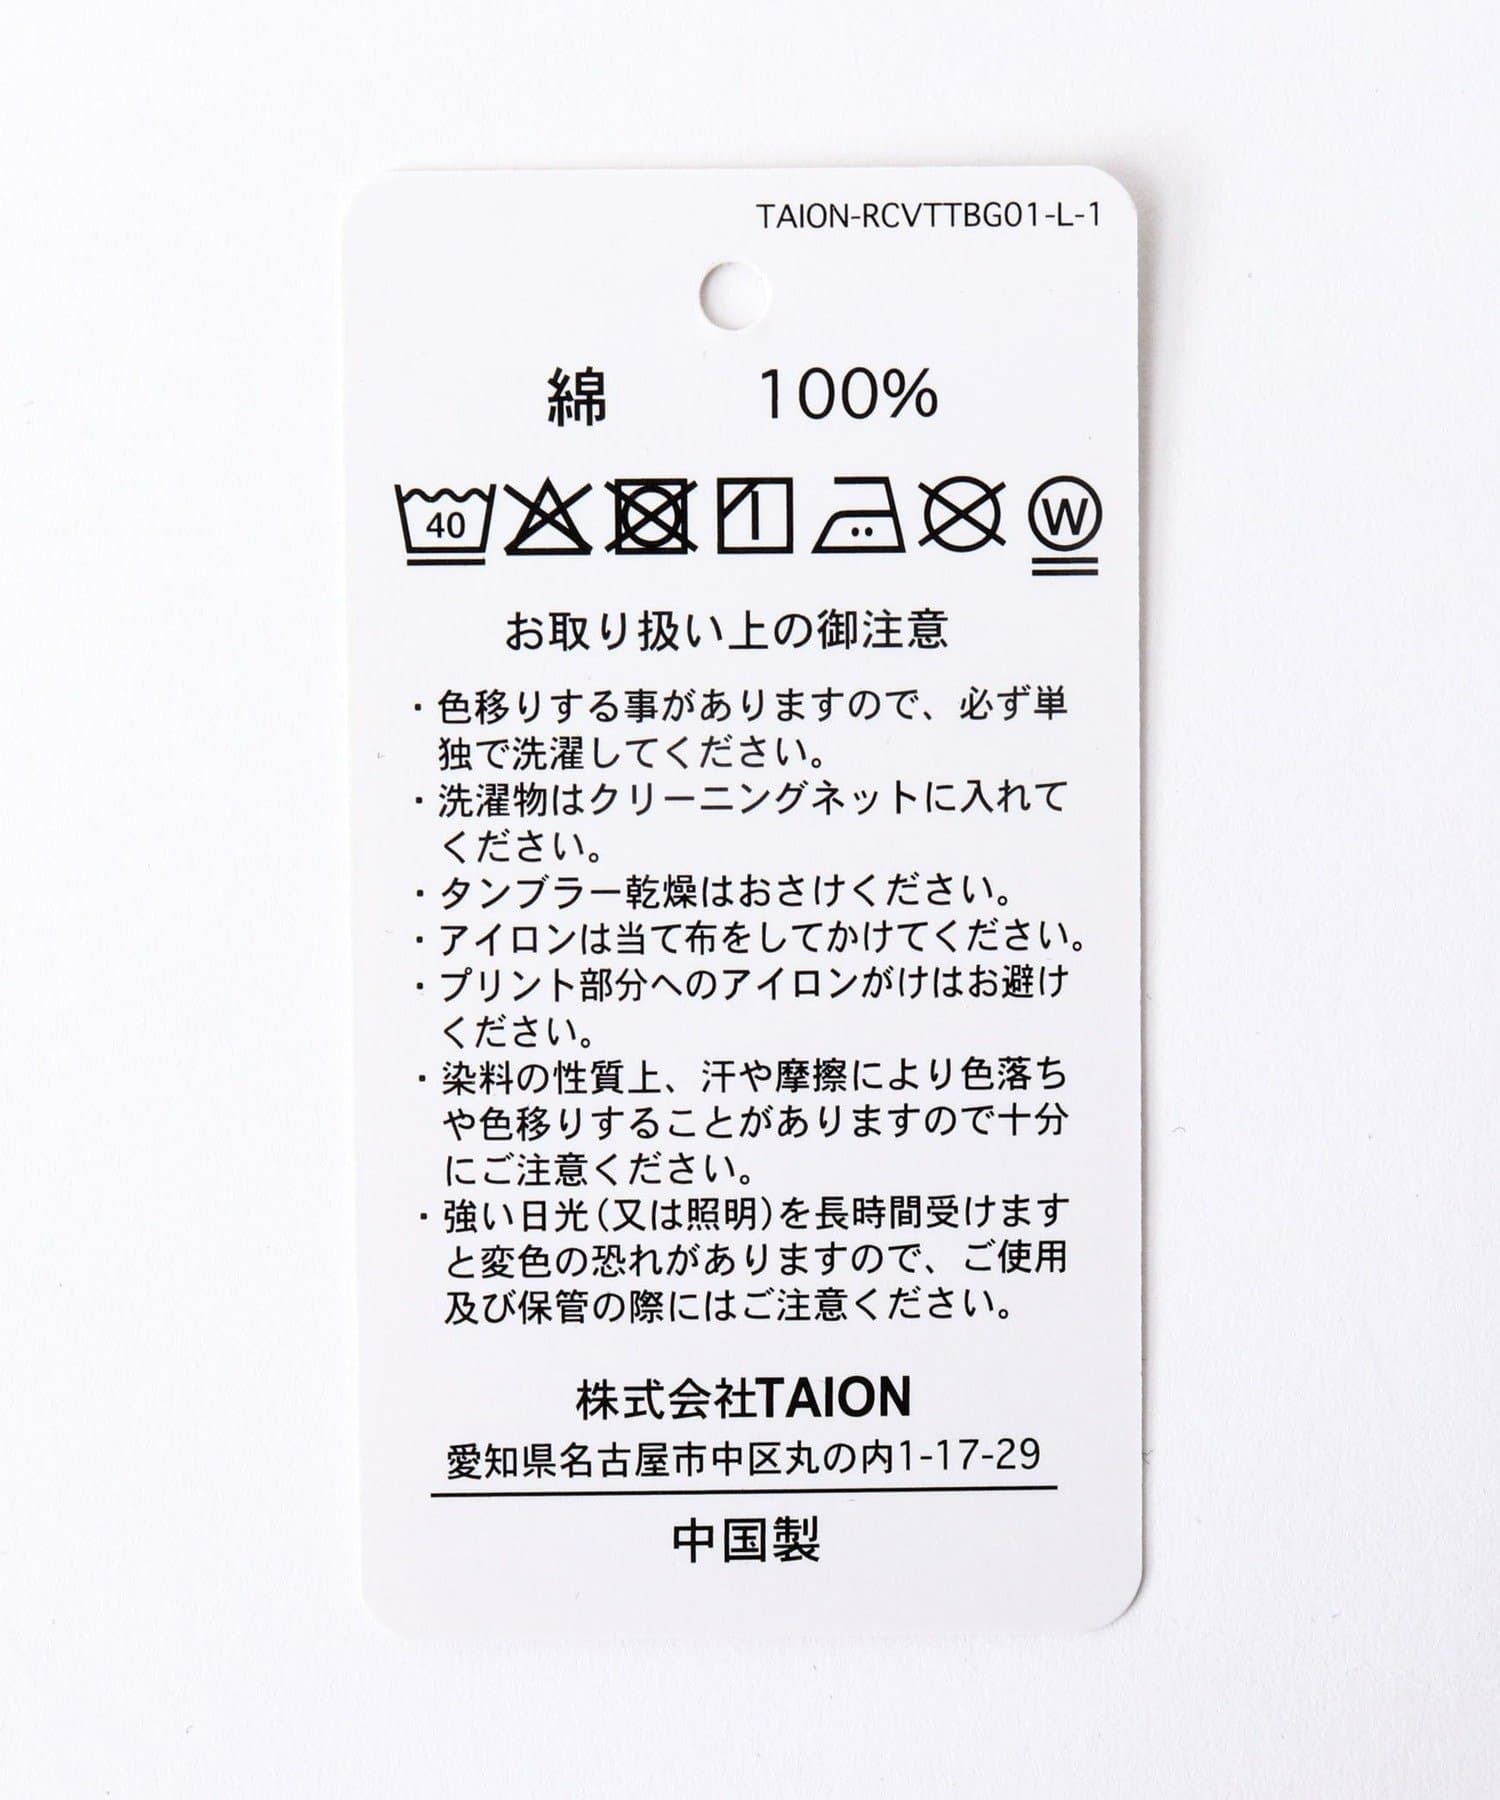 TAION-RCVTTBG01-L-1
綿 100%
40
W
お取り扱い上の御注意
・色移りする事がありますので、必ず単
独で洗濯してください。
・洗濯物はクリーニングネットに入れて
ください。
・タンブラー乾燥はおさけください。
・アイロンは当て布をしてかけてください。
・プリント部分へのアイロンがけはお避け
ください。
・染料の性質上、汗や摩擦により色落ち
や色移りすることがありますので十分
にご注意ください。
・強い日光(又は照明)を長時間受けます
と変色の恐れがありますので、ご使用
及び保管の際にはご注意ください。
株式会社TAION
愛知県名古屋市中区丸の内1-17-29
中国製